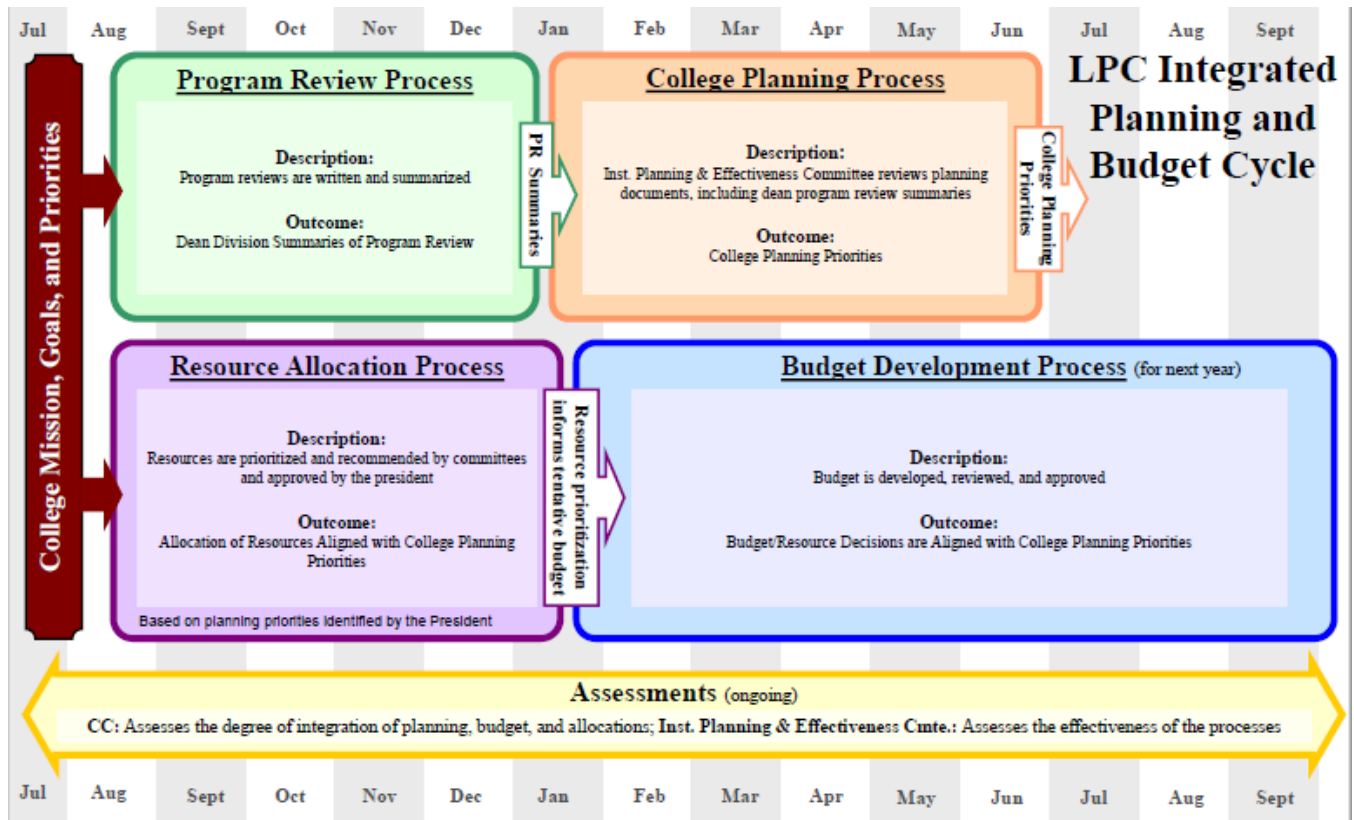 Jul Aug Sept Oct Nov Dec Jan Feb Mar Apr May Jun Jul Aug Sept
LPC Integrated
Planning and
Budget Cycle
College Mission, Goals, and Priorities
Program Review Process
Description:
Program reviews are written and summarized
Outcome:
Dean Division Summaries of Program Review
PR Summaries
College Planning Process
Description:
Inst. Planning & Effectiveness Committee reviews planning
documents, including dean program review summaries
Outcome:
College Planning Priorities
College Planning
Priorities
Resource Allocation Process
Description:
Resources are prioritized and recommended by committees
and approved by the president
Outcome:
Allocation of Resources Aligned with College Planning
Priorities
Based on planning priorities identified by the President
Resource prioritization
informs tentative budget
Budget Development Process (for next year)
Description:
Budget is developed, reviewed, and approved
Outcome:
Budget/Resource Decisions are Aligned with College Planning Priorities
Assessments (ongoing)
CC: Assesses the degree of integration of planning, budget, and allocations; Inst. Planning & Effectiveness Cmte.: Assesses the effectiveness of the processes
Jul Aug Sept Oct Nov Dec Jan Feb Mar Apr May Jun Jul Aug Sept